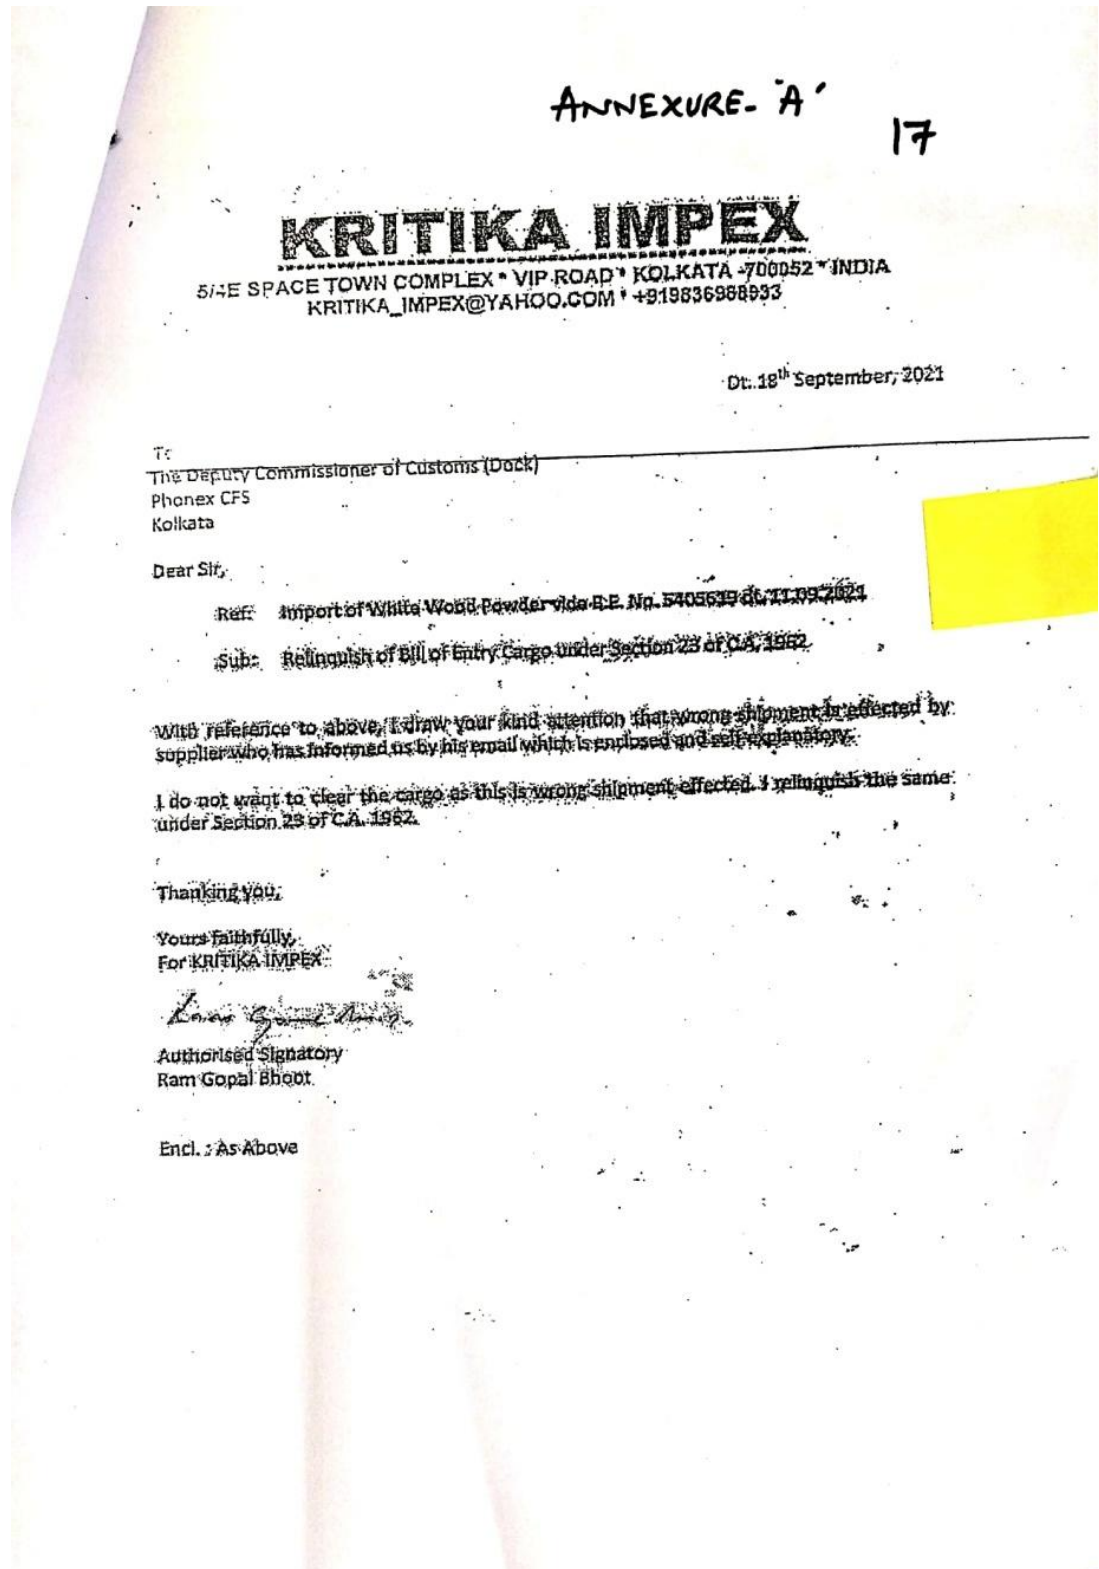 ANNEXURE- "A"
17
KRITIKA IMPEX
5/4E SPACE TOWN COMPLEX * VIP ROAD * KOLKATA -700052 * INDIA
KRITIKA_IMPEX@YAHOO.COM * +919836988933
Dt: 18th September, 2021
To
The Deputy Commissioner of Customs (Dock)
Phonex CFS
Kolkata
Dear Sir,
Ref: Import of White Wood Powder vide B.E. No. 5405619 dt. 11.09.2021
Sub: Relinquish of Bill of Entry Cargo under Section 23 of C.A, 1962
With reference to above, I draw your kind attention that wrong shipment is effected by
supplier who has informed us by his email which is enclosed and self explanatory.
I do not want to clear the cargo as this is wrong shipment effected. I relinquish the same
under Section 23 of C.A. 1962.
Thanking you,
Yours faithfully,
For KRITIKA IMPEX
Authorised Signatory
Ram Gopal Bhoot
Encl. : As Above